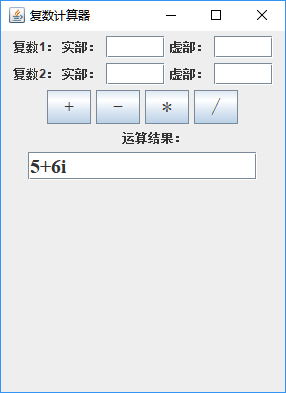 复数计算器
复数1：实部： 虚部：
复数2：实部： 虚部：
+ − * /
运算结果：
5+6i